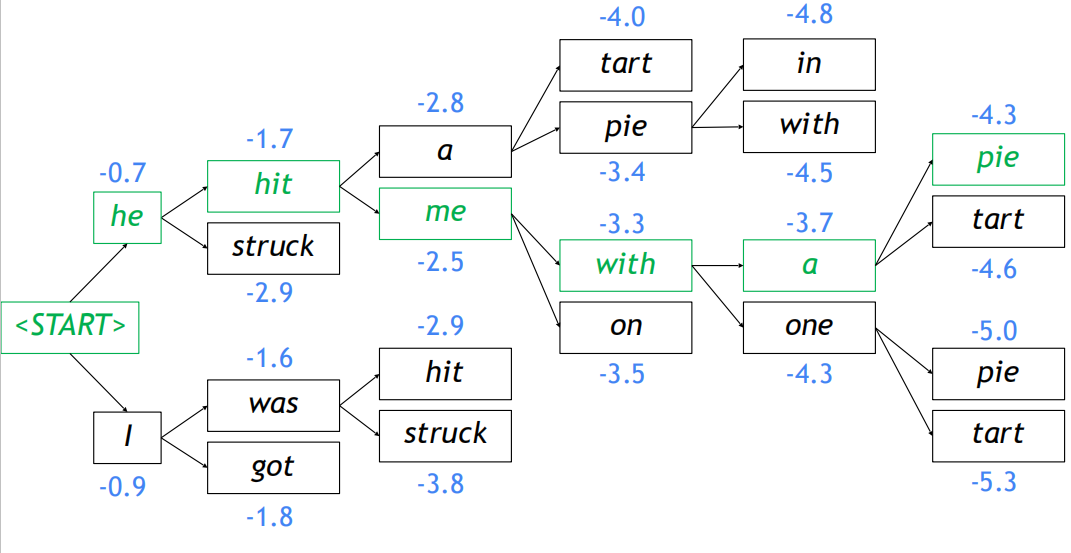 -4.0
-4.8
tart
in
-2.8
-4.3
-1.7
a
pie
with
pie
-0.7
hit
-3.4
-4.5
he
me
-3.3
-3.7
tart
struck
-2.5
with
a
-4.6
-2.9
<START>
-2.9
on
one
-5.0
-1.6
hit
-3.5
-4.3
pie
was
I
struck
tart
got
-0.9
-3.8
-5.3
-1.8